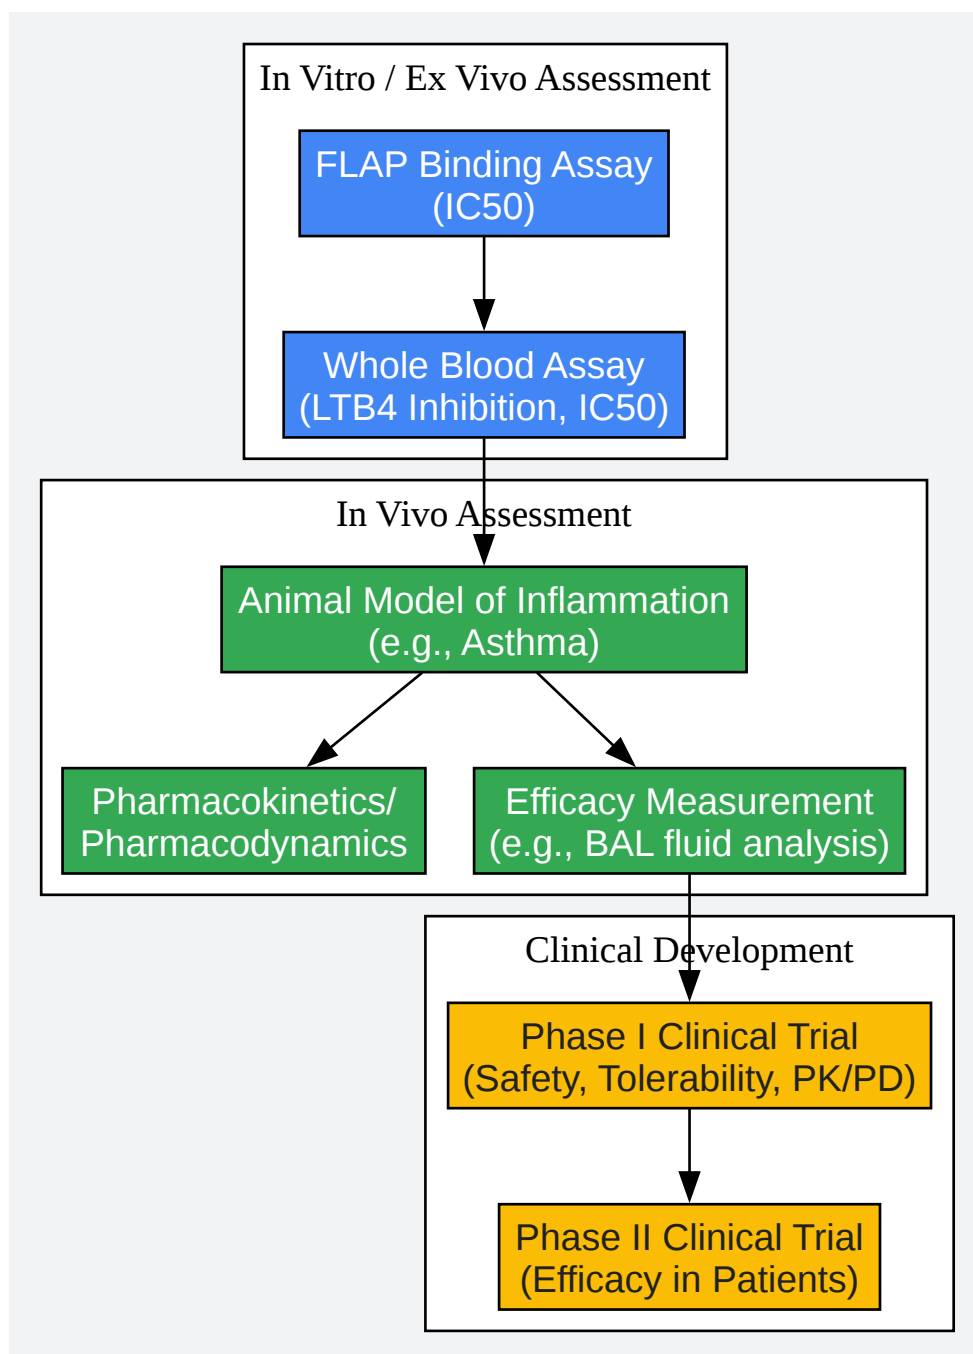 In Vitro / Ex Vivo Assessment
FLAP Binding Assay
(IC50)
Whole Blood Assay
(LTB4 Inhibition, IC50)
In Vivo Assessment
Animal Model of Inflammation
(e.g., Asthma)
Pharmacokinetics/
Pharmacodynamics
Efficacy Measurement
(e.g., BAL fluid analysis)
Clinical Development
Phase I Clinical Trial
(Safety, Tolerability, PK/PD)
Phase II Clinical Trial
(Efficacy in Patients)